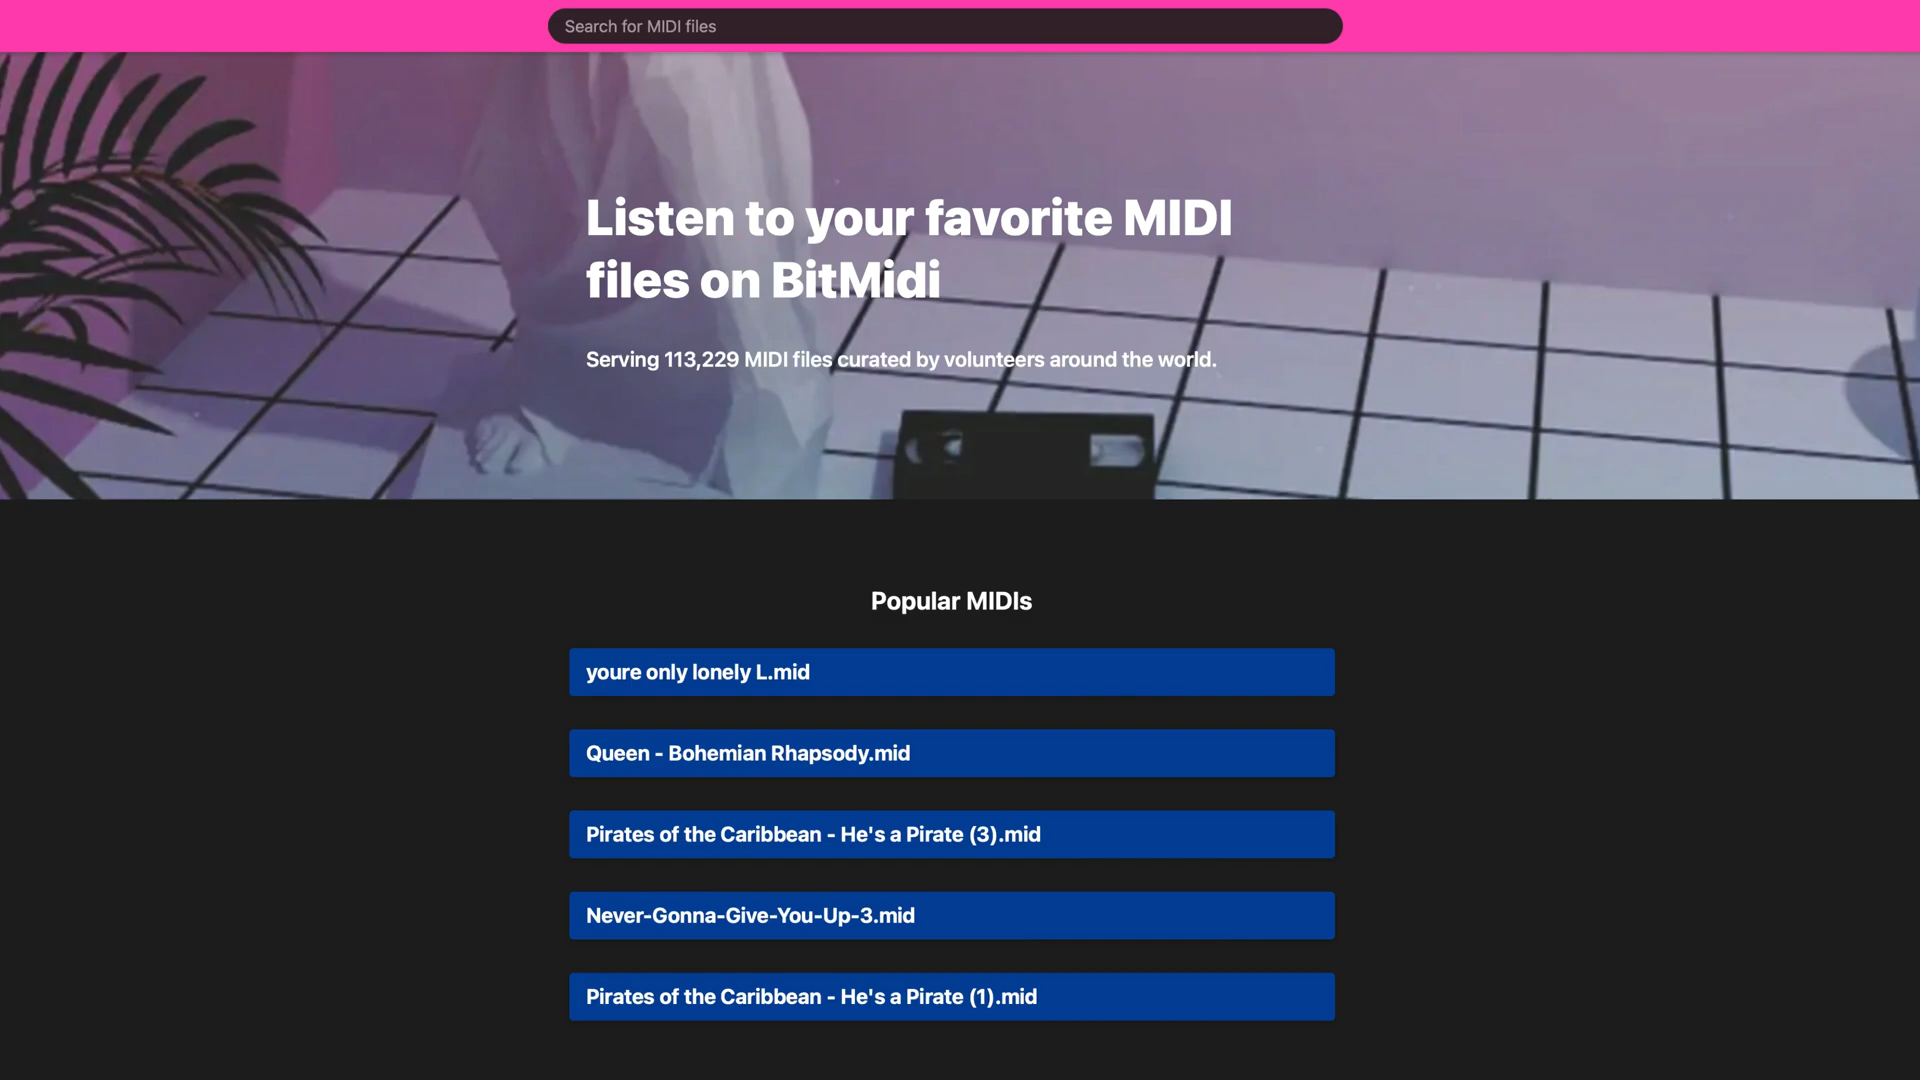 Search for MIDI files
Listen to your favorite MIDI
files on BitMidi
Serving 113,229 MIDI files curated by volunteers around the world.
Popular MIDIs
youre only lonely L.mid
Queen - Bohemian Rhapsody.mid
Pirates of the Caribbean - He's a Pirate (3).mid
Never-Gonna-Give-You-Up-3.mid
Pirates of the Caribbean - He's a Pirate (1).mid